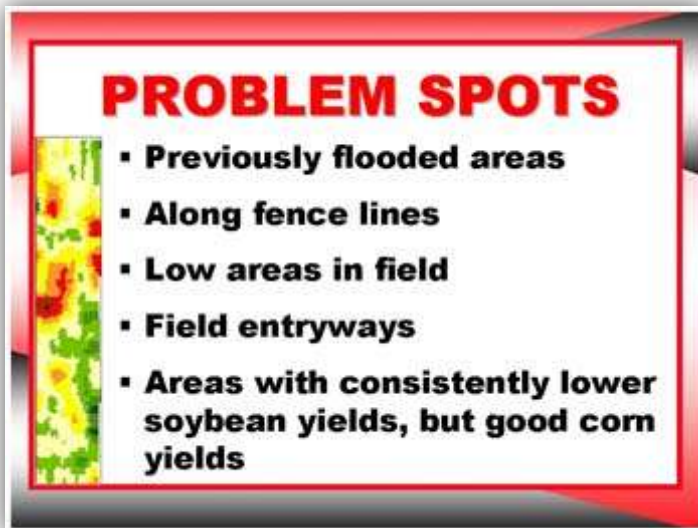 PROBLEM SPOTS
▪ Previously flooded areas
▪ Along fence lines
▪ Low areas in field
▪ Field entryways
▪ Areas with consistently lower
soybean yields, but good corn
yields